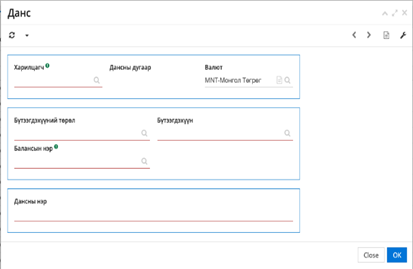 Данс
Харилцагч Дансны дугаар Валют
MNT-Монгол Төгрөг
Бүтээгдэхүүний төрөл Бүтээгдэхүүн
Балансын нэр
Дансны нэр
Close OK